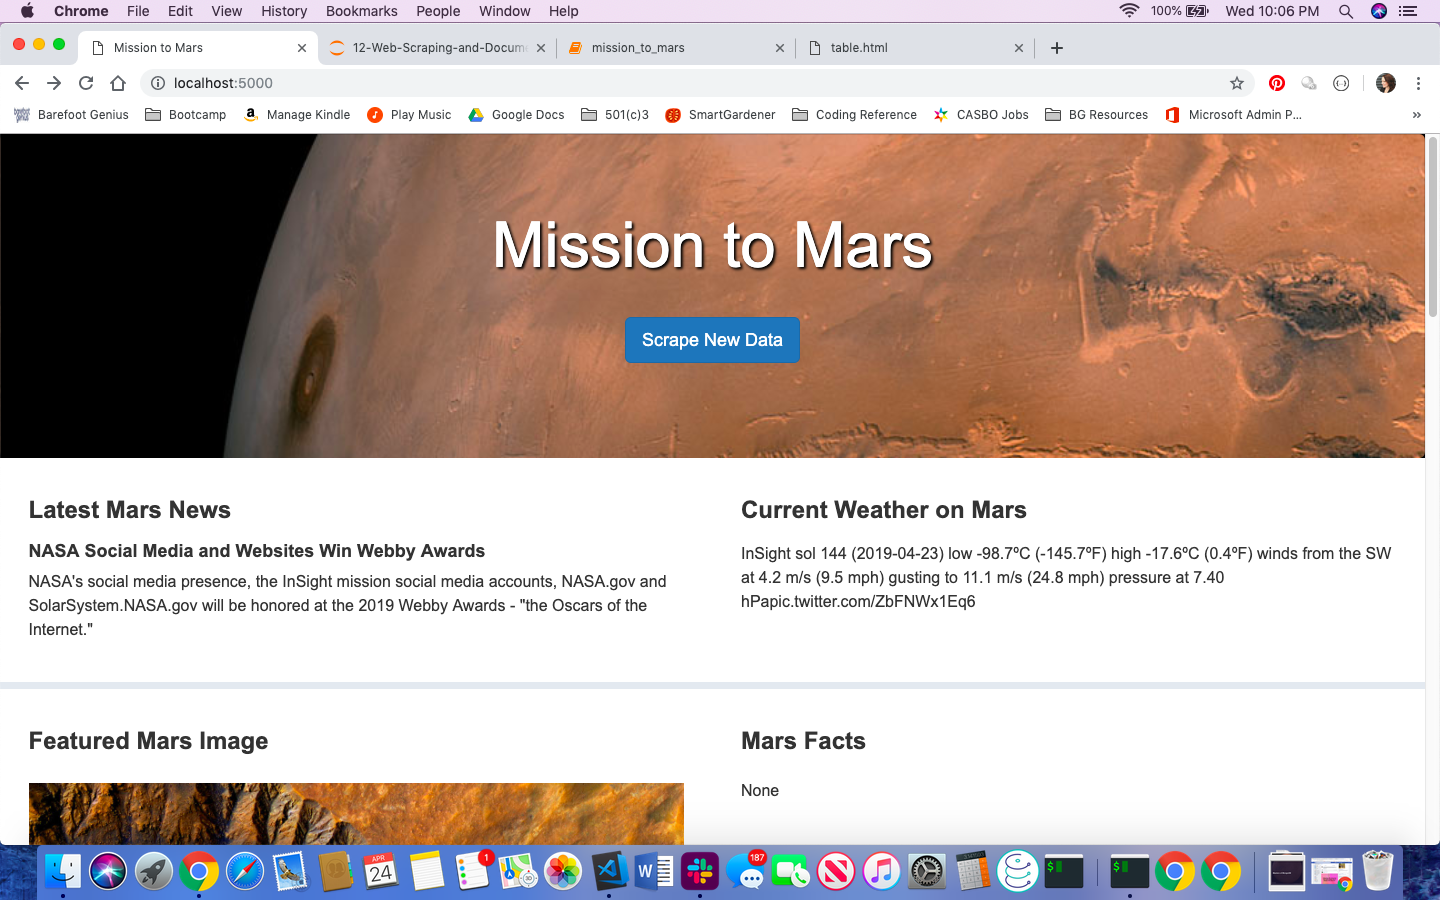 Chrome File Edit View History Bookmarks People Window Help 100% Wed 10:06 PM
Mission to Mars 12-Web-Scraping-and-Docume mission_to_mars table.html
localhost:5000
Barefoot Genius Bootcamp Manage Kindle Play Music Google Docs 501(c)3 SmartGardener Coding Reference CASBO Jobs BG Resources Microsoft Admin P... »
Mission to Mars
Scrape New Data
Latest Mars News
NASA Social Media and Websites Win Webby Awards
NASA's social media presence, the InSight mission social media accounts, NASA.gov and
SolarSystem.NASA.gov will be honored at the 2019 Webby Awards - "the Oscars of the
Internet."
Current Weather on Mars
InSight sol 144 (2019-04-23) low -98.7ºC (-145.7ºF) high -17.6ºC (0.4ºF) winds from the SW
at 4.2 m/s (9.5 mph) gusting to 11.1 m/s (24.8 mph) pressure at 7.40
hPapic.twitter.com/ZbFNWx1Eq6
Featured Mars Image
Mars Facts
None
APR
24
1
187